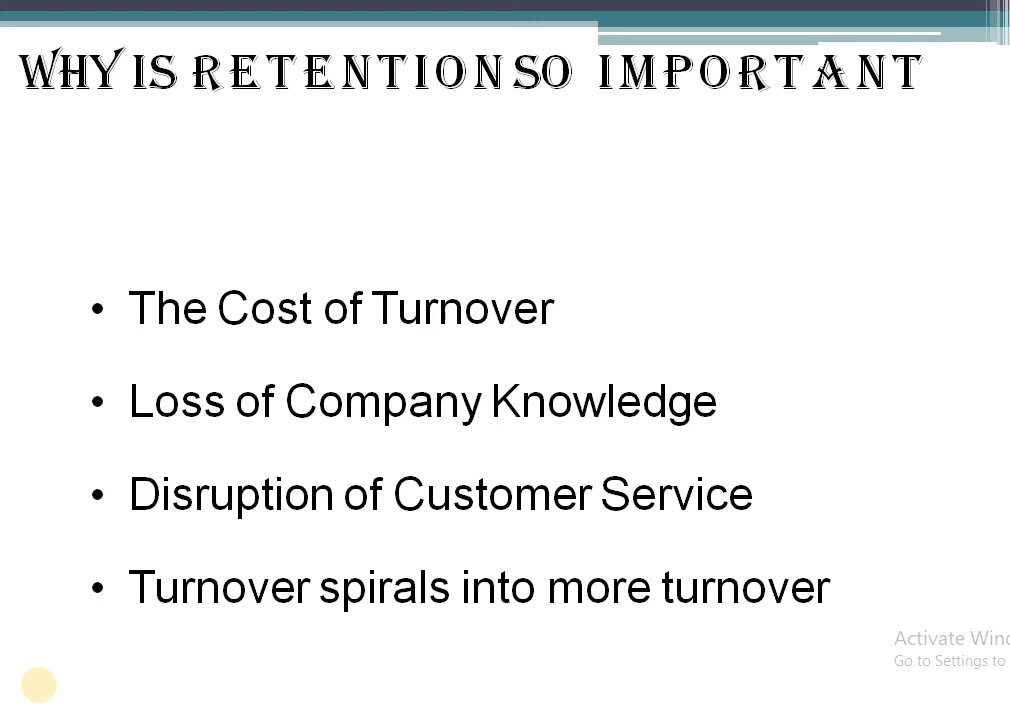 WHY IS RETENTION SO IMPORTANT
• The Cost of Turnover
• Loss of Company Knowledge
• Disruption of Customer Service
• Turnover spirals into more turnover
Activate Wind
Go to Settings to